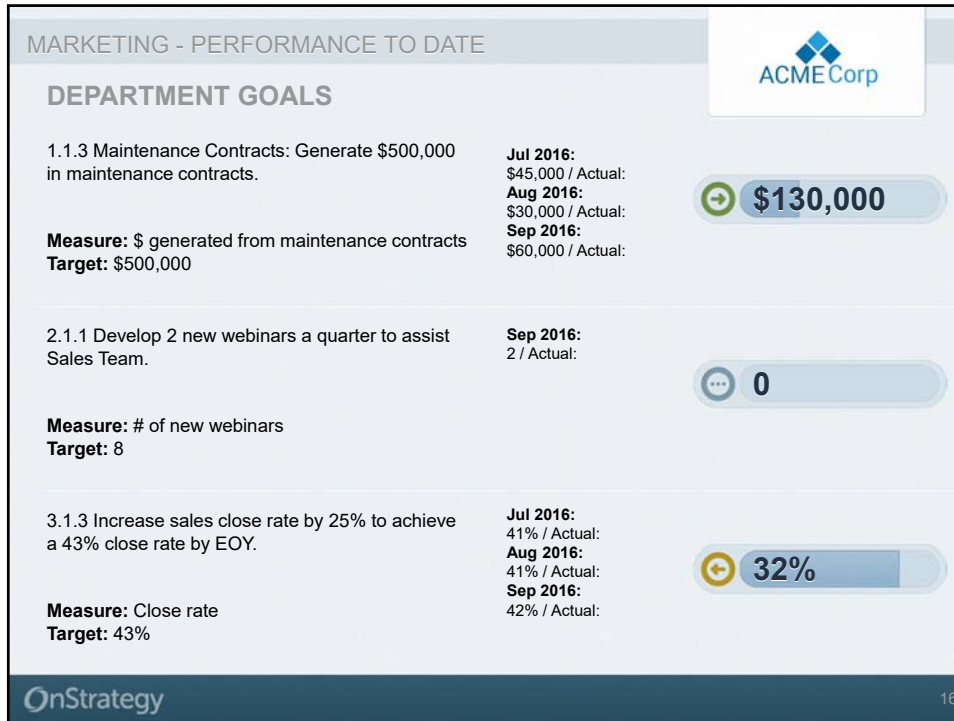 MARKETING - PERFORMANCE TO DATE
ACME Corp
DEPARTMENT GOALS
1.1.3 Maintenance Contracts: Generate $500,000
in maintenance contracts.
Measure: $ generated from maintenance contracts
Target: $500,000
Jul 2016:
$45,000 / Actual:
Aug 2016:
$30,000 / Actual:
Sep 2016:
$60,000 / Actual:
$130,000
2.1.1 Develop 2 new webinars a quarter to assist
Sales Team.
Measure: # of new webinars
Target: 8
Sep 2016:
2 / Actual:
0
3.1.3 Increase sales close rate by 25% to achieve
a 43% close rate by EOY.
Measure: Close rate
Target: 43%
Jul 2016:
41% / Actual:
Aug 2016:
41% / Actual:
Sep 2016:
42% / Actual:
32%
OnStrategy
16